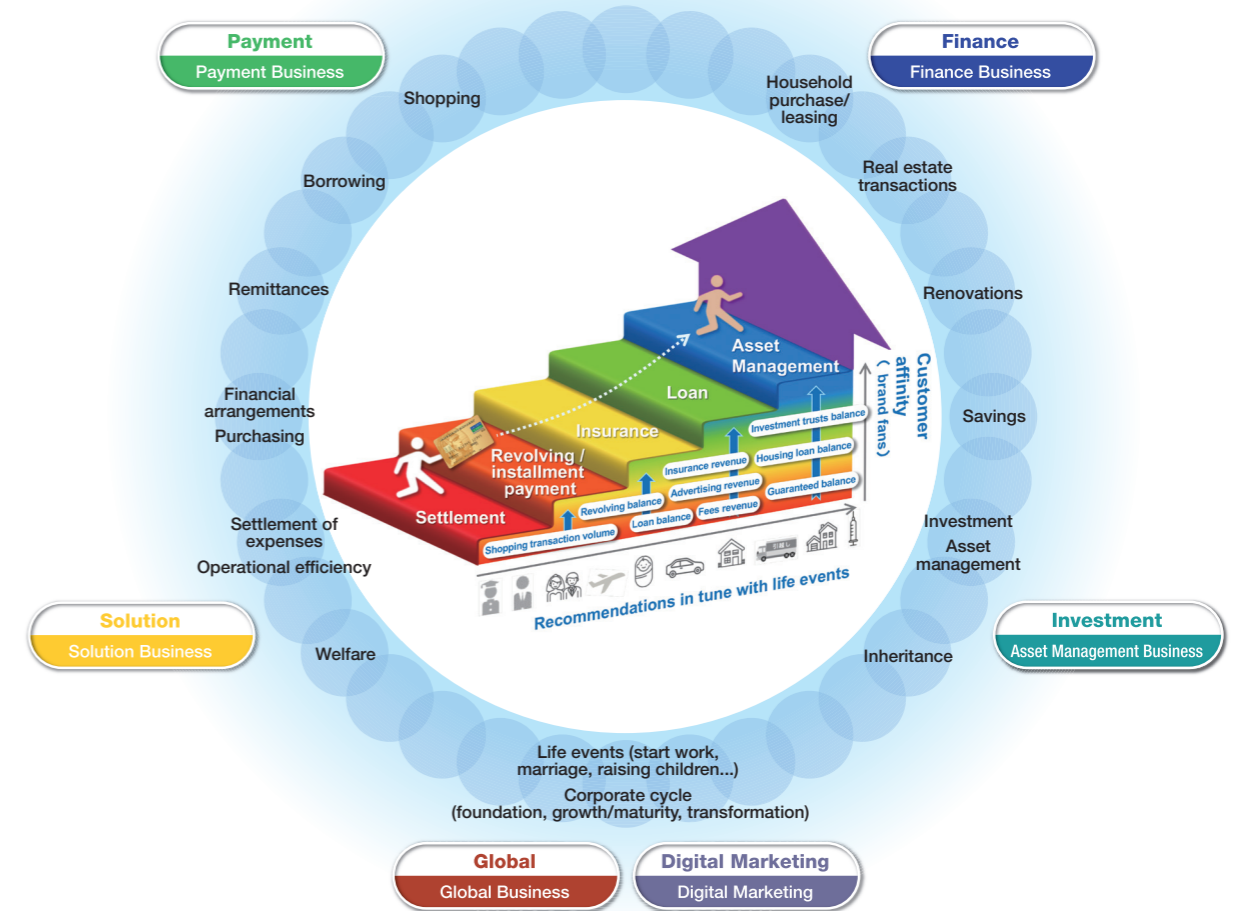 Payment
Payment Business
Finance
Finance Business
Shopping
Household
purchase/
leasing
Borrowing
Real estate
transactions
Remittances
Renovations
Financial
arrangements
Purchasing
Savings
Settlement of
expenses
Operational efficiency
Investment
Asset
management
Welfare
Inheritance
Asset
Management
Loan
Insurance
Revolving /
installment
payment
Settlement
Customer
affinity
( brand fans)
Investment trusts balance
Insurance revenue
Housing loan balance
Revolving balance
Advertising revenue
Guaranteed balance
Shopping transaction volume
Loan balance
Fees revenue
Recommendations in tune with life events
Solution
Solution Business
Investment
Asset Management Business
Life events (start work,
marriage, raising children...)
Corporate cycle
(foundation, growth/maturity, transformation)
Global
Global Business
Digital Marketing
Digital Marketing